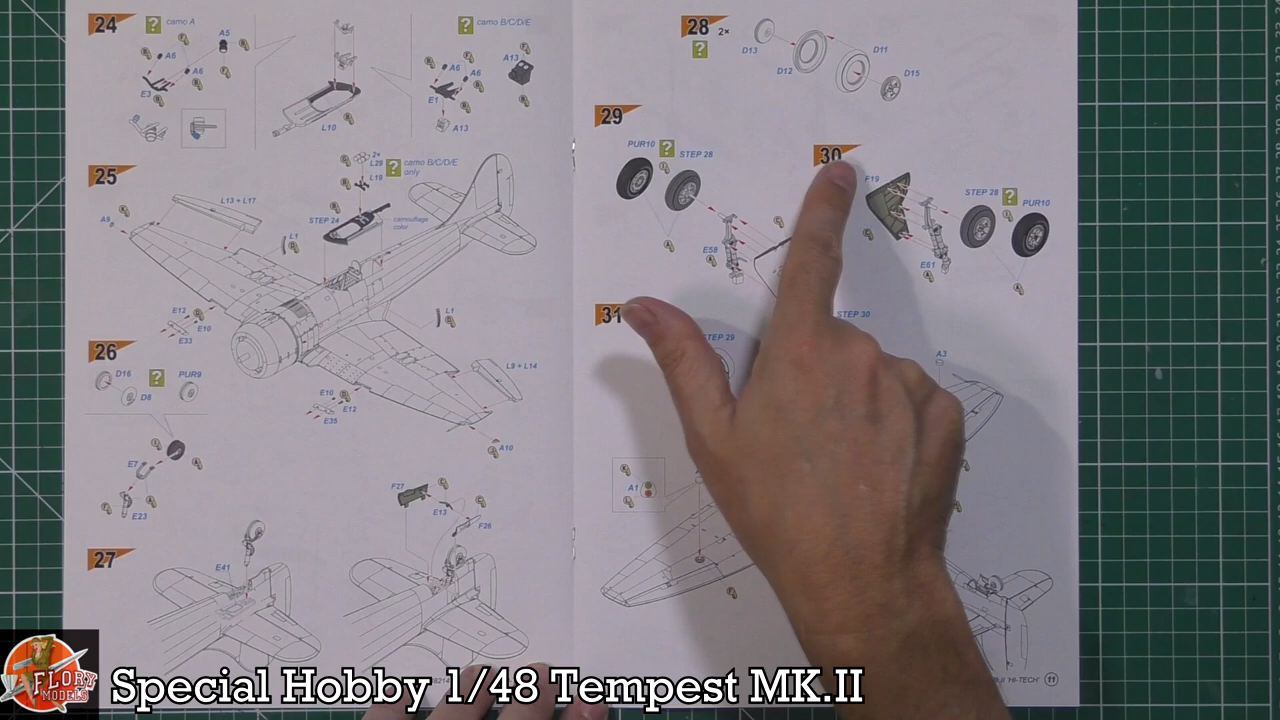 24
? camo A
A5
A6
A6
E3
L10
? camo B/C/D/E
A13
A6
A6
E1
A13
25
L13 + L17
A9
L1
2×
L29
L19
? camo B/C/D/E
only
STEP 24
camouflage
color
L1
E12
E10
E33
L9 + L14
E10
E12
E35
A10
26
D16
?
PUR9
D8
E7
E23
27
E41
F27
E13
F26
28 2×
?
D13
D12
D11
D15
29
PUR10
?
STEP 28
E58
30
F19
STEP 28
?
PUR10
E61
31
STEP 29
STEP 30
A3
A1
'HI-TECH' 11
FLORY
MODELS
Special Hobby 1/48 Tempest MK.II